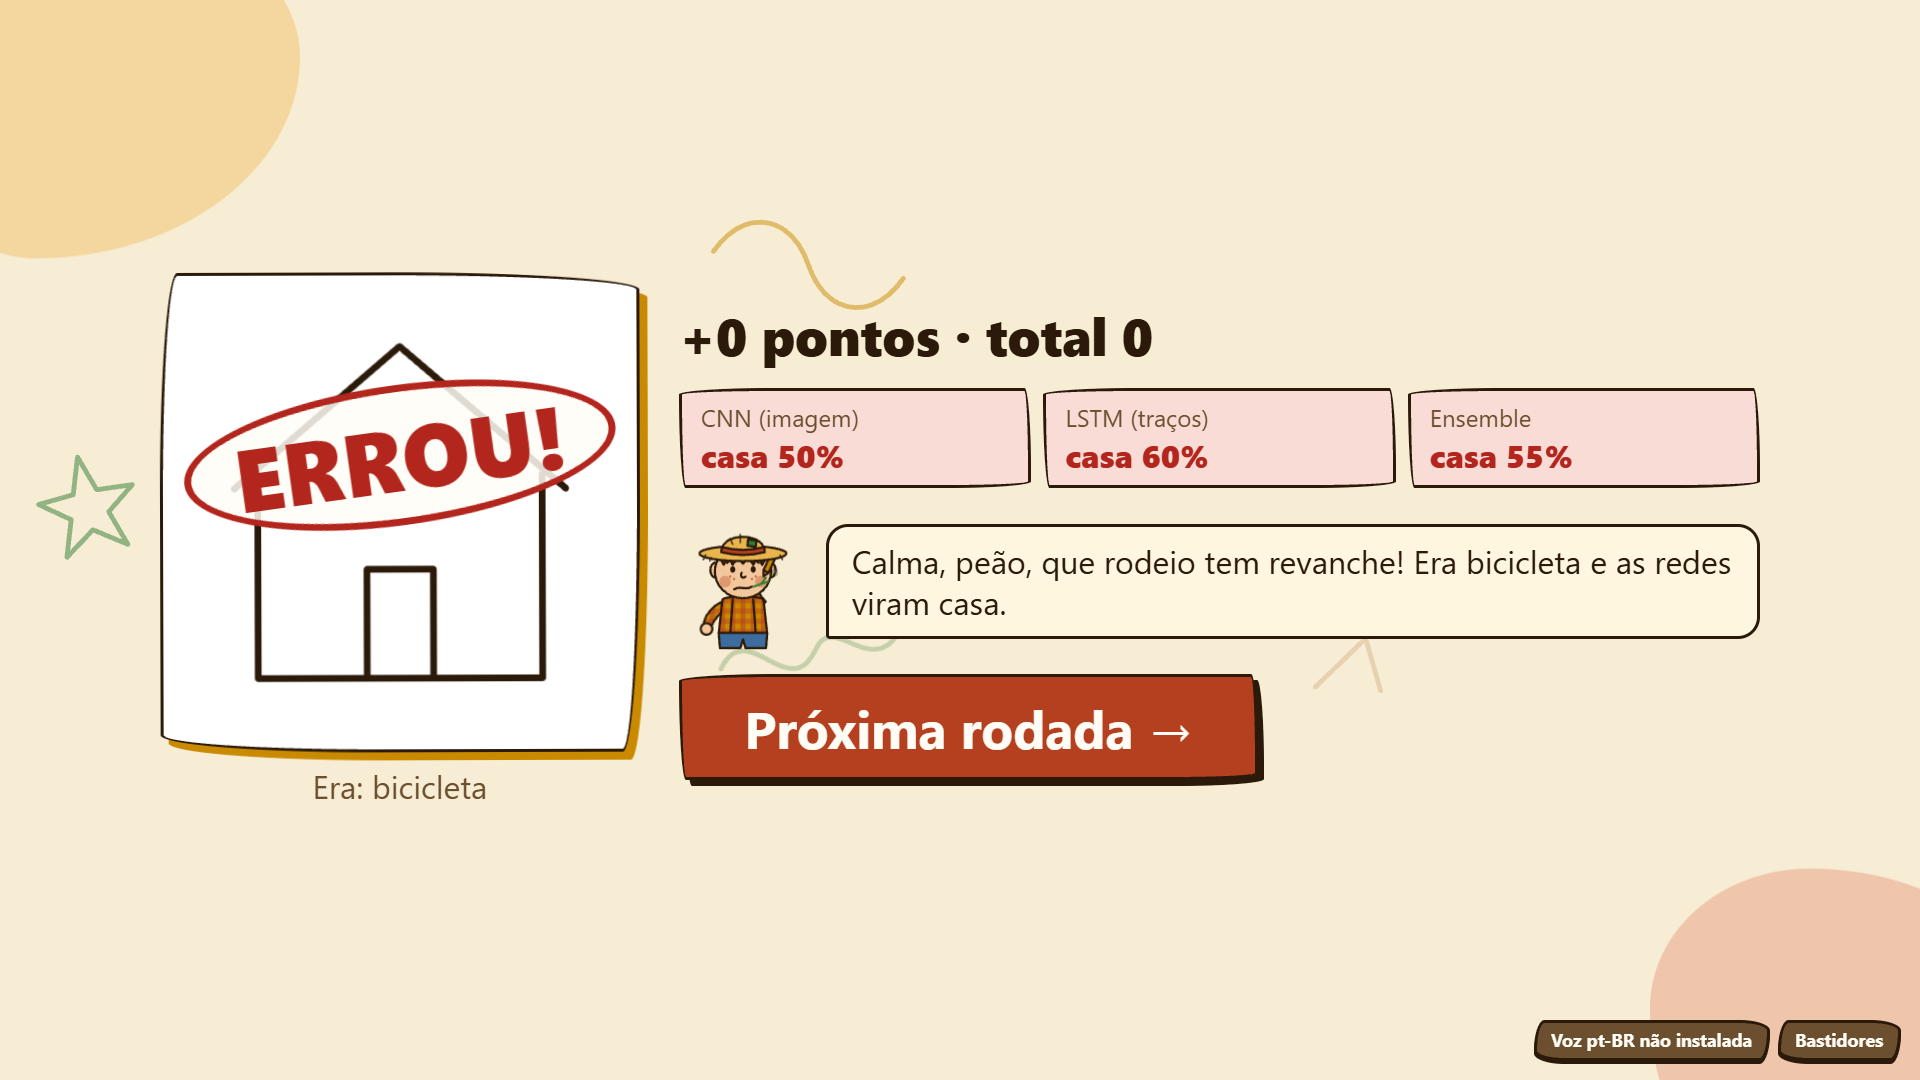 ERROU!
Era: bicicleta
+0 pontos · total 0
CNN (imagem)
casa 50%
LSTM (traços)
casa 60%
Ensemble
casa 55%
Calma, peão, que rodeio tem revanche! Era bicicleta e as redes
viram casa.
Próxima rodada →
Voz pt-BR não instalada
Bastidores